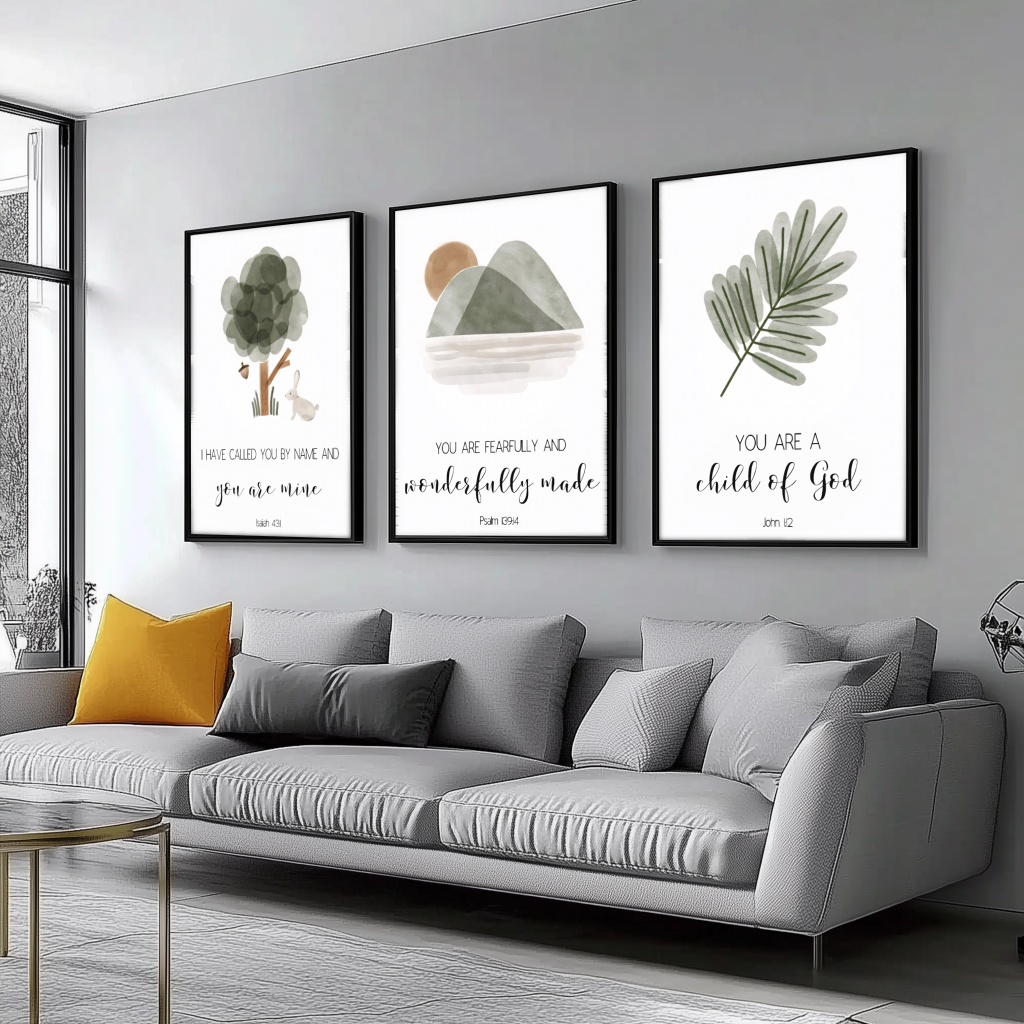 I HAVE CALLED YOU BY NAME AND
you are mine
Isaiah 43:1
YOU ARE FEARFULLY AND
wonderfully made
Psalm 139:14
YOU ARE A
child of God
John 1:12